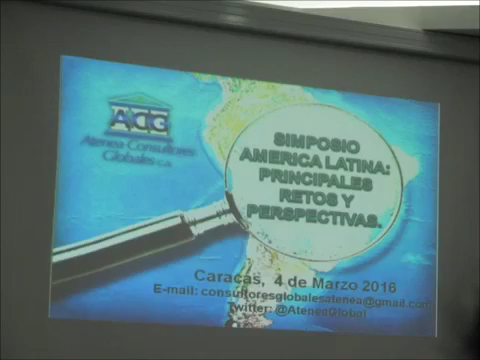 ACG
Atenea Consultores
Globales C.A.
SIMPOSIO
AMERICA LATINA:
PRINCIPALES
RETOS Y
PERSPECTIVAS.
Caracas, 4 de Marzo 2016
E-mail: consultoresglobalesatenea@gmail.com
Twitter: @AteneaGlobal